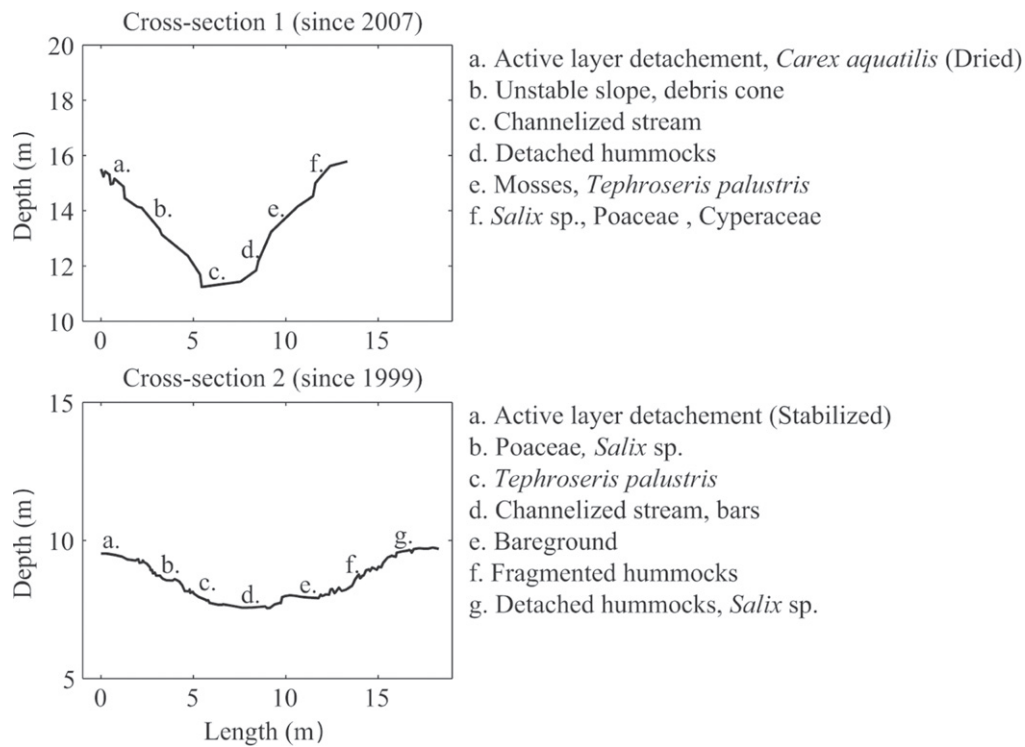 Cross-section 1 (since 2007)
20
18
16
14
12
10
Depth (m)
a.
b.
c.
d.
e.
f.
0 5 10 15
a. Active layer detachement, Carex aquatilis (Dried)
b. Unstable slope, debris cone
c. Channelized stream
d. Detached hummocks
e. Mosses, Tephroseris palustris
f. Salix sp., Poaceae , Cyperaceae
Cross-section 2 (since 1999)
15
10
5
Depth (m)
a.
b.
c.
d.
e.
f.
g.
0 5 10 15
Length (m)
a. Active layer detachement (Stabilized)
b. Poaceae, Salix sp.
c. Tephroseris palustris
d. Channelized stream, bars
e. Bareground
f. Fragmented hummocks
g. Detached hummocks, Salix sp.